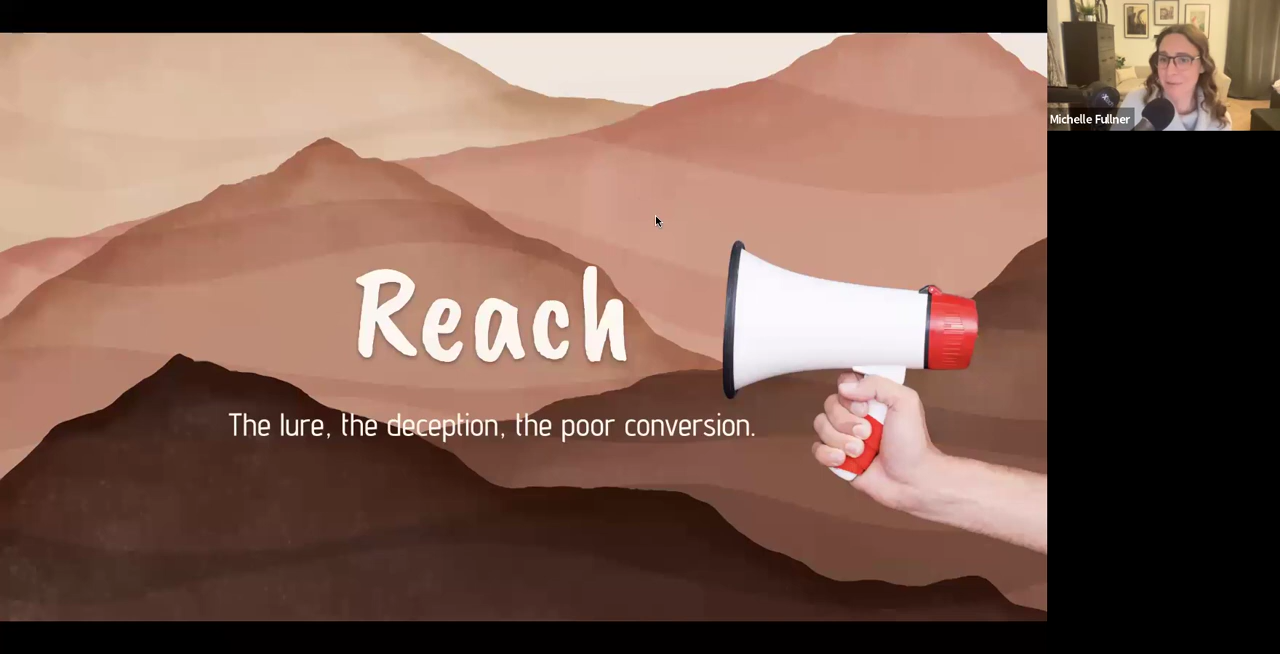 Reach
The lure, the deception, the poor conversion.
Michelle Fullner